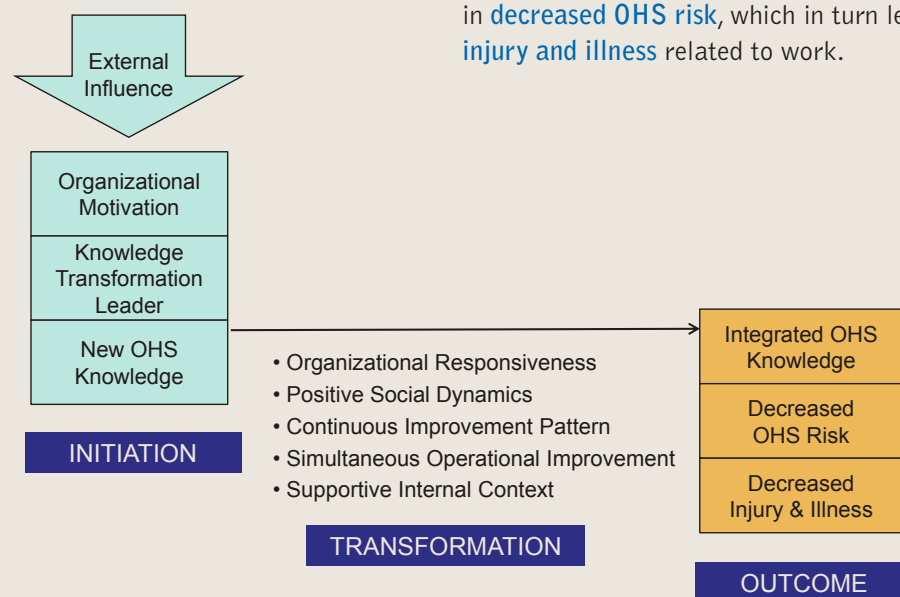 in decreased OHS risk, which in turn
injury and illness related to work.
External
Influence
Organizational
Motivation
Knowledge
Transformation
Leader
New OHS
Knowledge
INITIATION
• Organizational Responsiveness
• Positive Social Dynamics
• Continuous Improvement Pattern
• Simultaneous Operational Improvement
• Supportive Internal Context
TRANSFORMATION
Integrated OHS
Knowledge
Decreased
OHS Risk
Decreased
Injury & Illness
OUTCOME